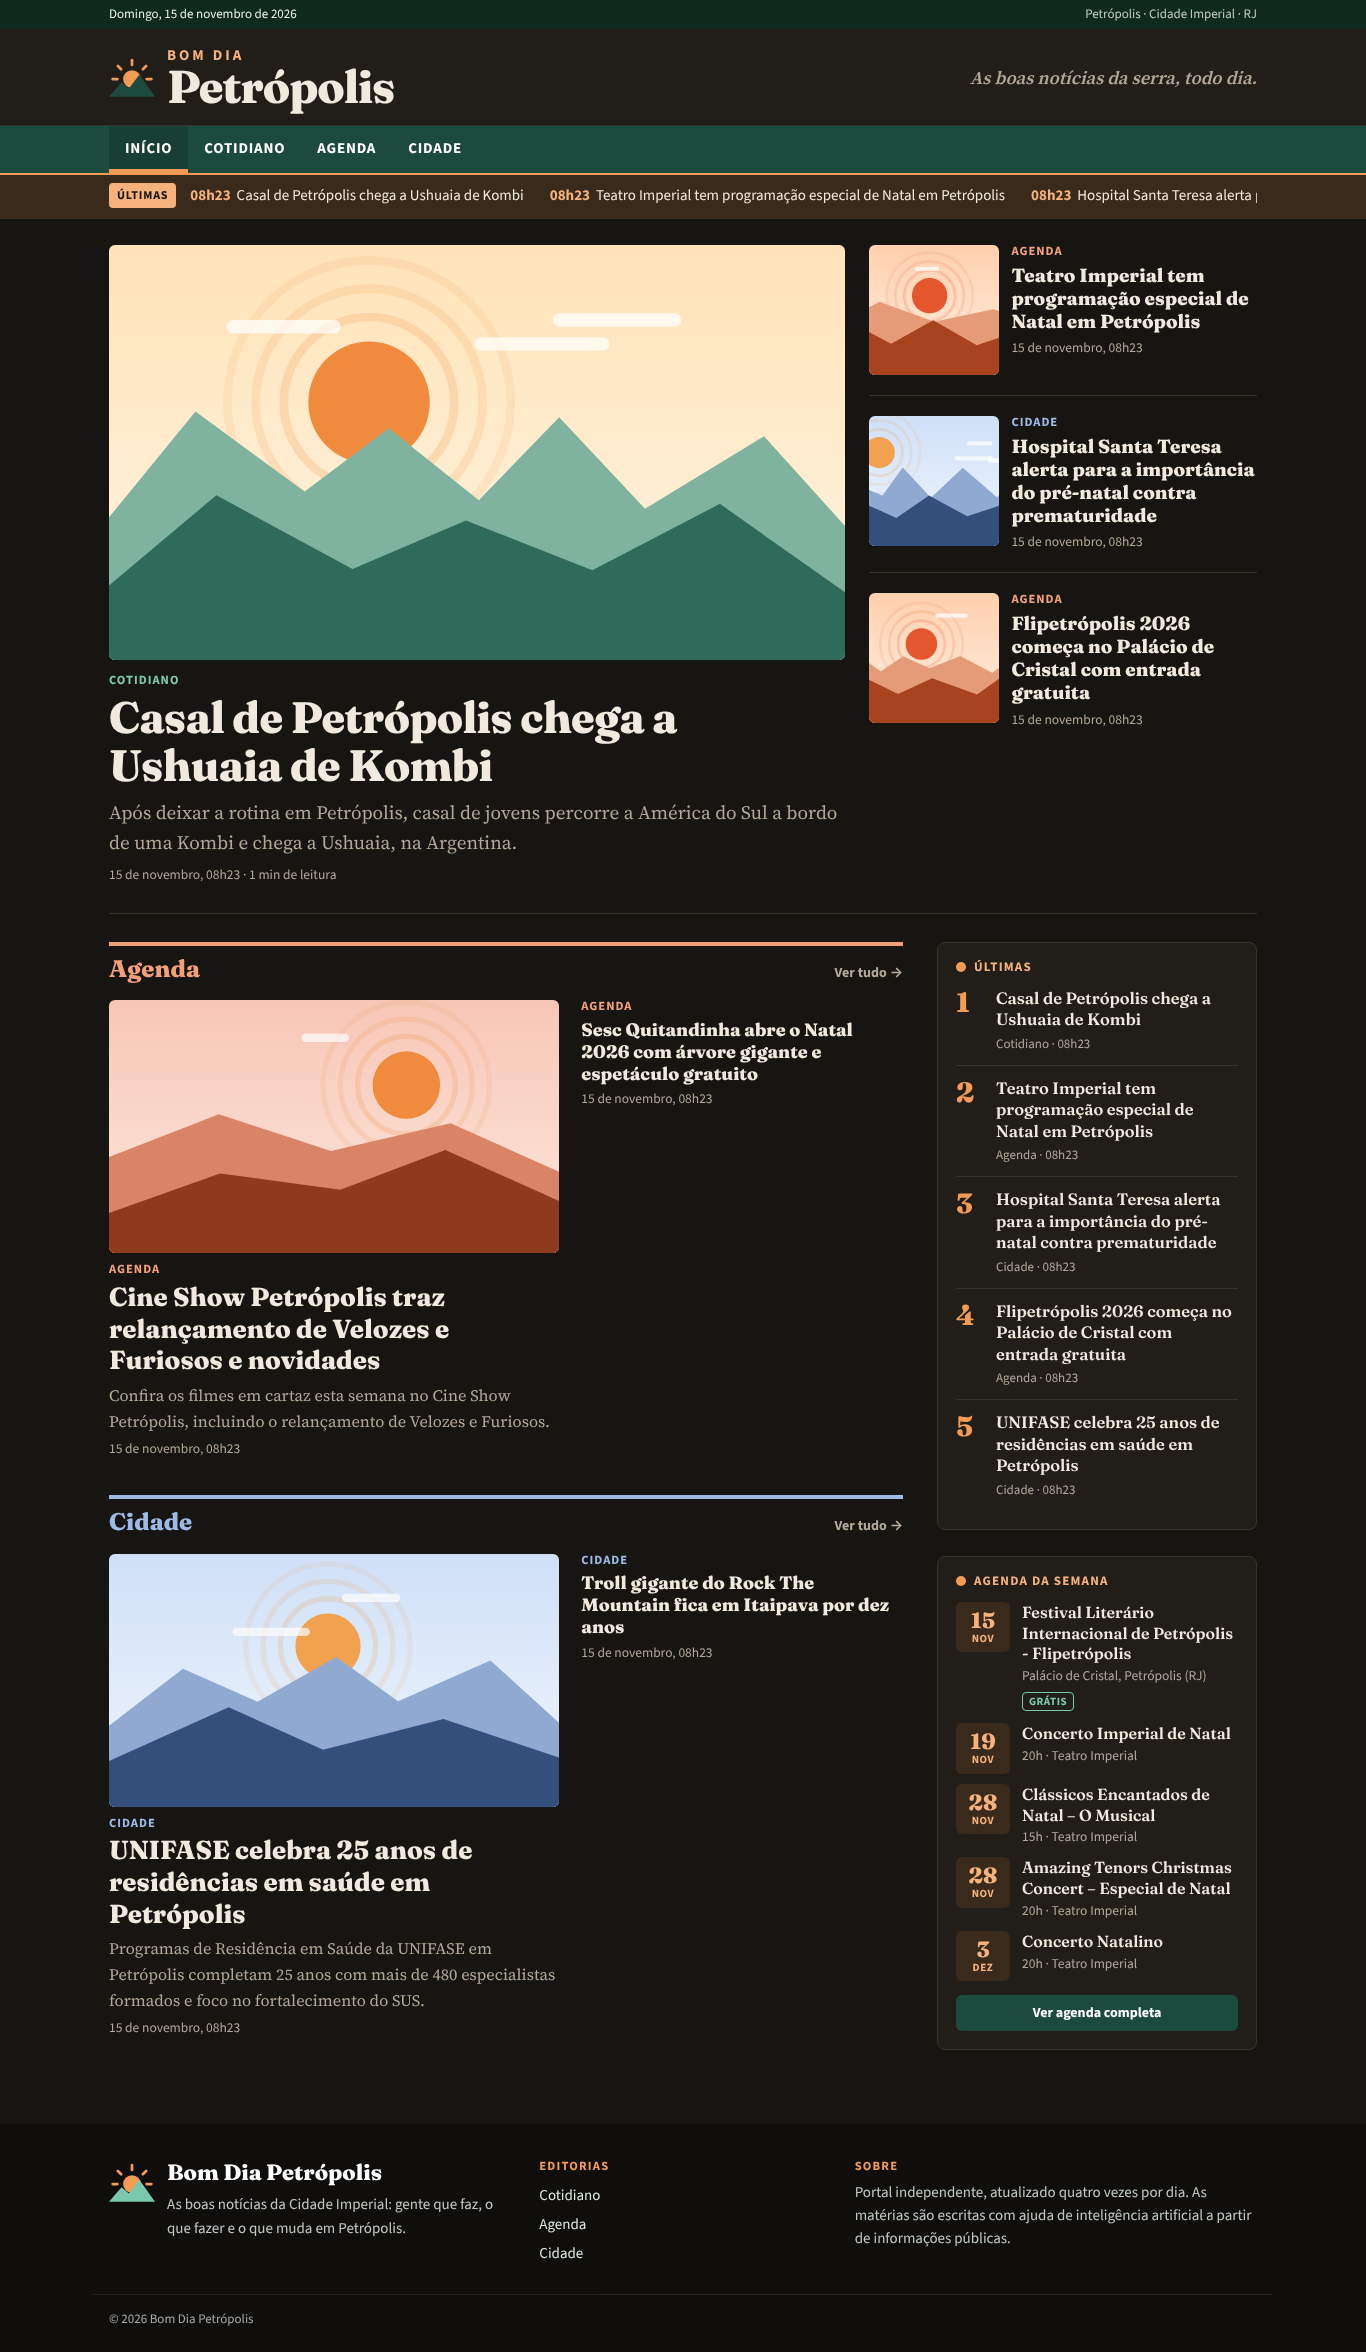 Domingo, 15 de novembro de 2026
Petrópolis · Cidade Imperial · RJ
BOM DIA
Petrópolis
As boas notícias da serra, todo dia.
INÍCIO COTIDIANO AGENDA CIDADE
ÚLTIMAS 08h23 Casal de Petrópolis chega a Ushuaia de Kombi 08h23 Teatro Imperial tem programação especial de Natal em Petrópolis 08h23 Hospital Santa Teresa alerta
COTIDIANO
Casal de Petrópolis chega a
Ushuaia de Kombi
Após deixar a rotina em Petrópolis, casal de jovens percorre a América do Sul a bordo
de uma Kombi e chega a Ushuaia, na Argentina.
15 de novembro, 08h23 · 1 min de leitura
AGENDA
Teatro Imperial tem
programação especial de
Natal em Petrópolis
15 de novembro, 08h23
CIDADE
Hospital Santa Teresa
alerta para a importância
do pré-natal contra
prematuridade
15 de novembro, 08h23
AGENDA
Flipetrópolis 2026
começa no Palácio de
Cristal com entrada
gratuita
15 de novembro, 08h23
Agenda
Ver tudo →
AGENDA
Cine Show Petrópolis traz
relançamento de Velozes e
Furiosos e novidades
Confira os filmes em cartaz esta semana no Cine Show
Petrópolis, incluindo o relançamento de Velozes e Furiosos.
15 de novembro, 08h23
AGENDA
Sesc Quitandinha abre o Natal
2026 com árvore gigante e
espetáculo gratuito
15 de novembro, 08h23
Cidade
Ver tudo →
CIDADE
UNIFASE celebra 25 anos de
residências em saúde em
Petrópolis
Programas de Residência em Saúde da UNIFASE em
Petrópolis completam 25 anos com mais de 480 especialistas
formados e foco no fortalecimento do SUS.
15 de novembro, 08h23
CIDADE
Troll gigante do Rock The
Mountain fica em Itaipava por dez
anos
15 de novembro, 08h23
ÚLTIMAS
1
Casal de Petrópolis chega a
Ushuaia de Kombi
Cotidiano · 08h23
2
Teatro Imperial tem
programação especial de
Natal em Petrópolis
Agenda · 08h23
3
Hospital Santa Teresa alerta
para a importância do pré-
natal contra prematuridade
Cidade · 08h23
4
Flipetrópolis 2026 começa no
Palácio de Cristal com
entrada gratuita
Agenda · 08h23
5
UNIFASE celebra 25 anos de
residências em saúde em
Petrópolis
Cidade · 08h23
AGENDA DA SEMANA
15
NOV
Festival Literário
Internacional de Petrópolis
- Flipetrópolis
Palácio de Cristal, Petrópolis (RJ)
GRÁTIS
19
NOV
Concerto Imperial de Natal
20h · Teatro Imperial
28
NOV
Clássicos Encantados de
Natal – O Musical
15h · Teatro Imperial
28
NOV
Amazing Tenors Christmas
Concert – Especial de Natal
20h · Teatro Imperial
3
DEZ
Concerto Natalino
20h · Teatro Imperial
Ver agenda completa
Bom Dia Petrópolis
As boas notícias da Cidade Imperial: gente que faz, o
que fazer e o que muda em Petrópolis.
EDITORIAS
Cotidiano
Agenda
Cidade
SOBRE
Portal independente, atualizado quatro vezes por dia. As
matérias são escritas com ajuda de inteligência artificial a partir
de informações públicas.
© 2026 Bom Dia Petrópolis